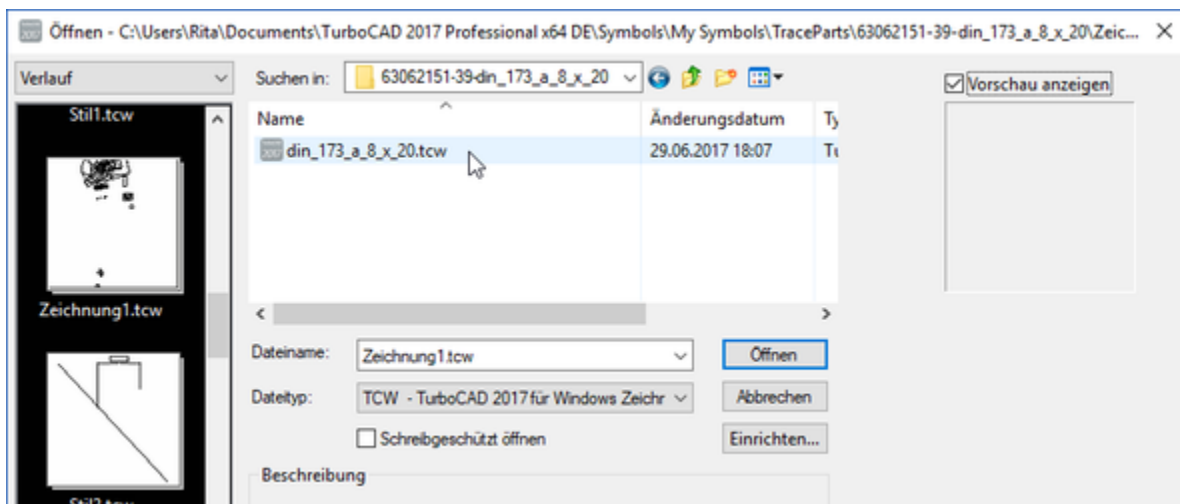 Öffnen - C:\Users\Rita\Documents\TurboCAD 2017 Professional x64 DE\Symbols\My Symbols\TraceParts\63062151-39-din_173_a_8_x_20\Zeic...
Verlauf
Suchen in: 63062151-39-din_173_a_8_x_20
Vorschau anzeigen
Stil1.tcw
Name Änderungsdatum Ty
din_173_a_8_x_20.tcw 29.06.2017 18:07 Tu
Zeichnung1.tcw
Dateiname: Zeichnung1.tcw Öffnen
Dateityp: TCW - TurboCAD 2017 für Windows Zeichr Abbrechen
Schreibgeschützt öffnen Einrichten...
Beschreibung
Stil2.tcw